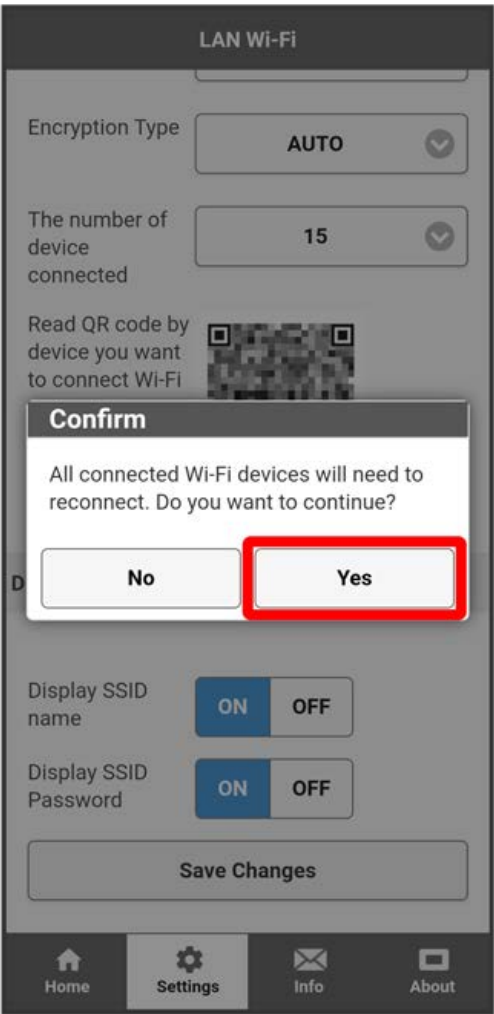 LAN Wi-Fi
Encryption Type
AUTO
The number of
device
connected
15
Read QR code by
device you want
to connect Wi-Fi
Confirm
All connected Wi-Fi devices will need to
reconnect. Do you want to continue?
No
Yes
D
Display SSID
name
ON
OFF
Display SSID
Password
ON
OFF
Save Changes
Home
Settings
Info
About